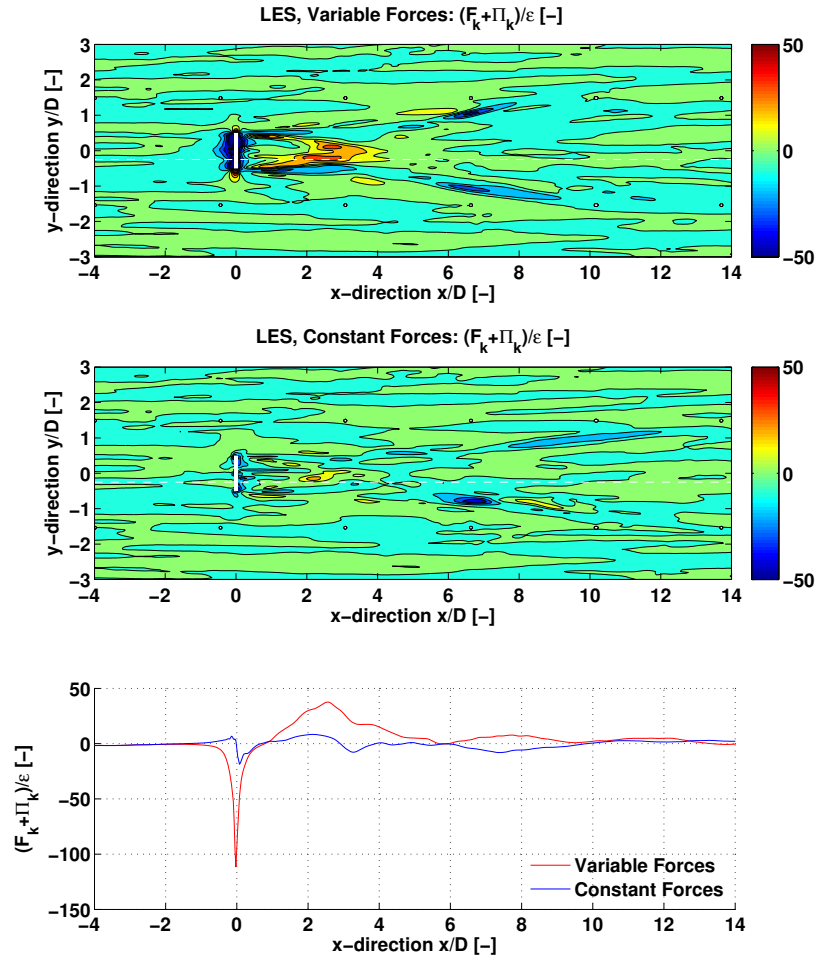 LES, Variable Forces: (F_k+Π_k)/ε [−]
3
2
1
0
−1
−2
−3
y−direction y/D [−]
−4 −2 0 2 4 6 8 10 12 14
x−direction x/D [−]
50
0
−50
LES, Constant Forces: (F_k+Π_k)/ε [−]
3
2
1
0
−1
−2
−3
y−direction y/D [−]
−4 −2 0 2 4 6 8 10 12 14
x−direction x/D [−]
50
0
−50
50
0
−50
−100
−150
(F_k+Π_k)/ε [−]
Variable Forces
Constant Forces
−4 −2 0 2 4 6 8 10 12 14
x−direction x/D [−]